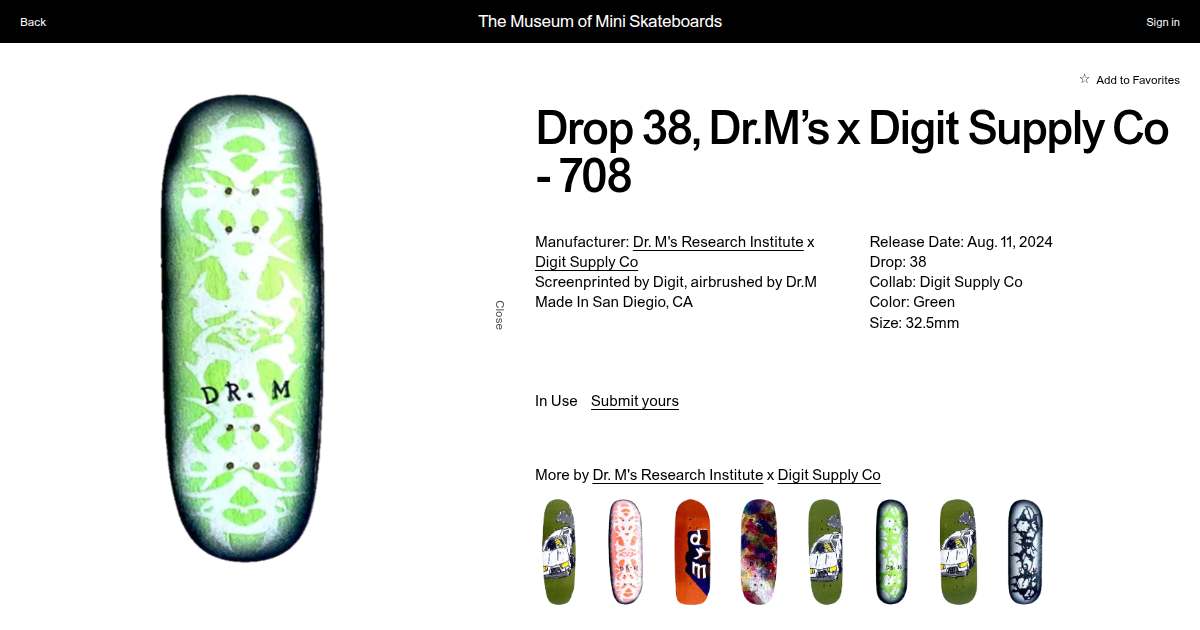 Back
The Museum of Mini Skateboards
Sign in
☆ Add to Favorites
Drop 38, Dr.M’s x Digit Supply Co
- 708
Manufacturer: Dr. M's Research Institute x
Digit Supply Co
Screenprinted by Digit, airbrushed by Dr.M
Made In San Diegio, CA
Release Date: Aug. 11, 2024
Drop: 38
Collab: Digit Supply Co
Color: Green
Size: 32.5mm
DR. M
Close
In Use Submit yours
More by Dr. M's Research Institute x Digit Supply Co
dym